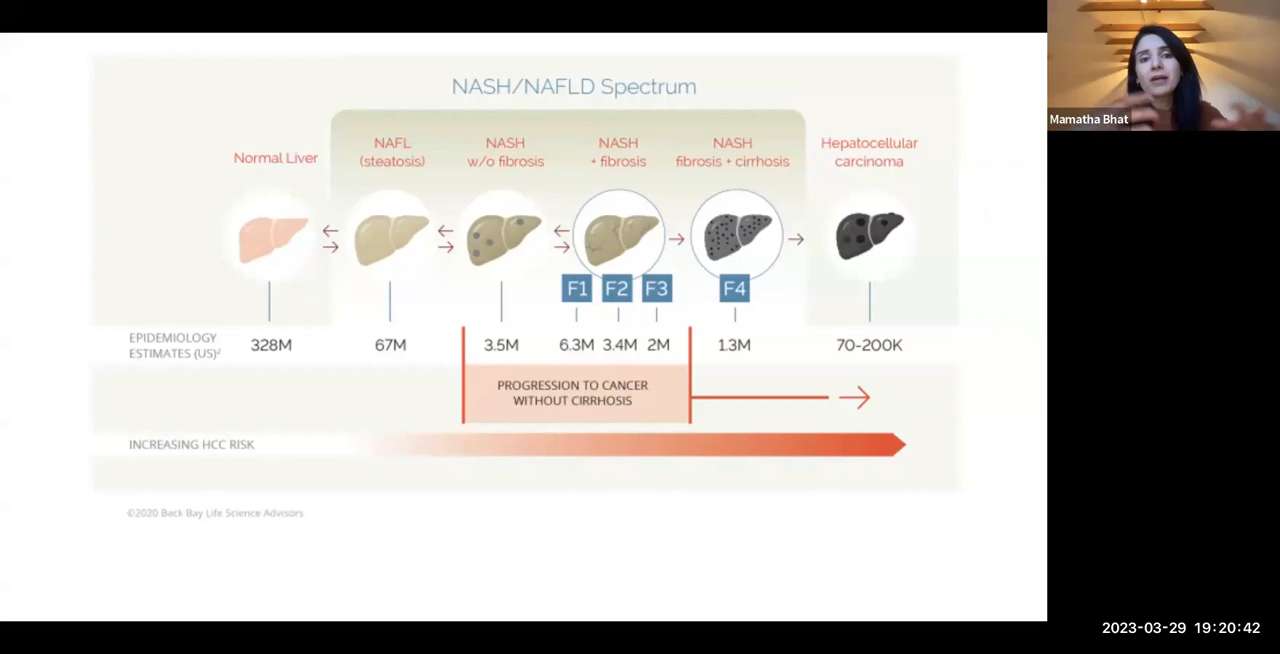 NASH/NAFLD Spectrum
Normal Liver
NAFL
(steatosis)
NASH
w/o fibrosis
NASH
+ fibrosis
NASH
fibrosis + cirrhosis
Hepatocellular
carcinoma
F1 F2 F3 F4
EPIDEMIOLOGY
ESTIMATES (US)²
328M 67M 3.5M 6.3M 3.4M 2M 1.3M 70-200K
PROGRESSION TO CANCER
WITHOUT CIRRHOSIS
INCREASING HCC RISK
©2020 Back Bay Life Science Advisors
Mamatha Bhat
2023-03-29 19:20:42